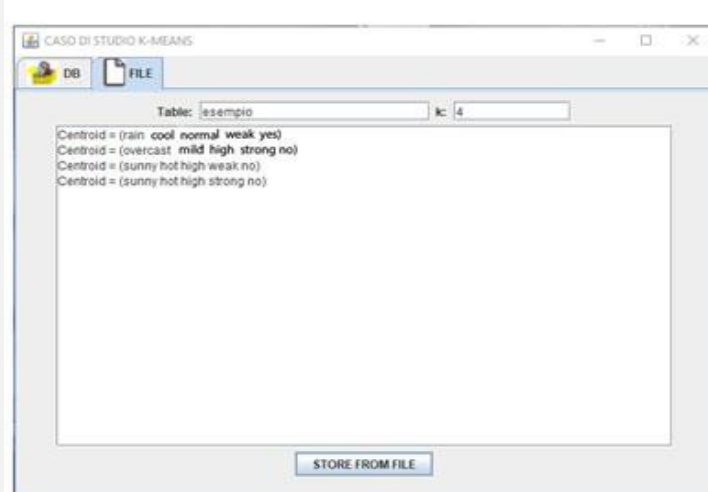 CASO DI STUDIO K-MEANS
DB FILE
Table: esempio k: 4
Centroid = (rain cool normal weak yes)
Centroid = (overcast mild high strong no)
Centroid = (sunny hot high weak no)
Centroid = (sunny hot high strong no)
STORE FROM FILE